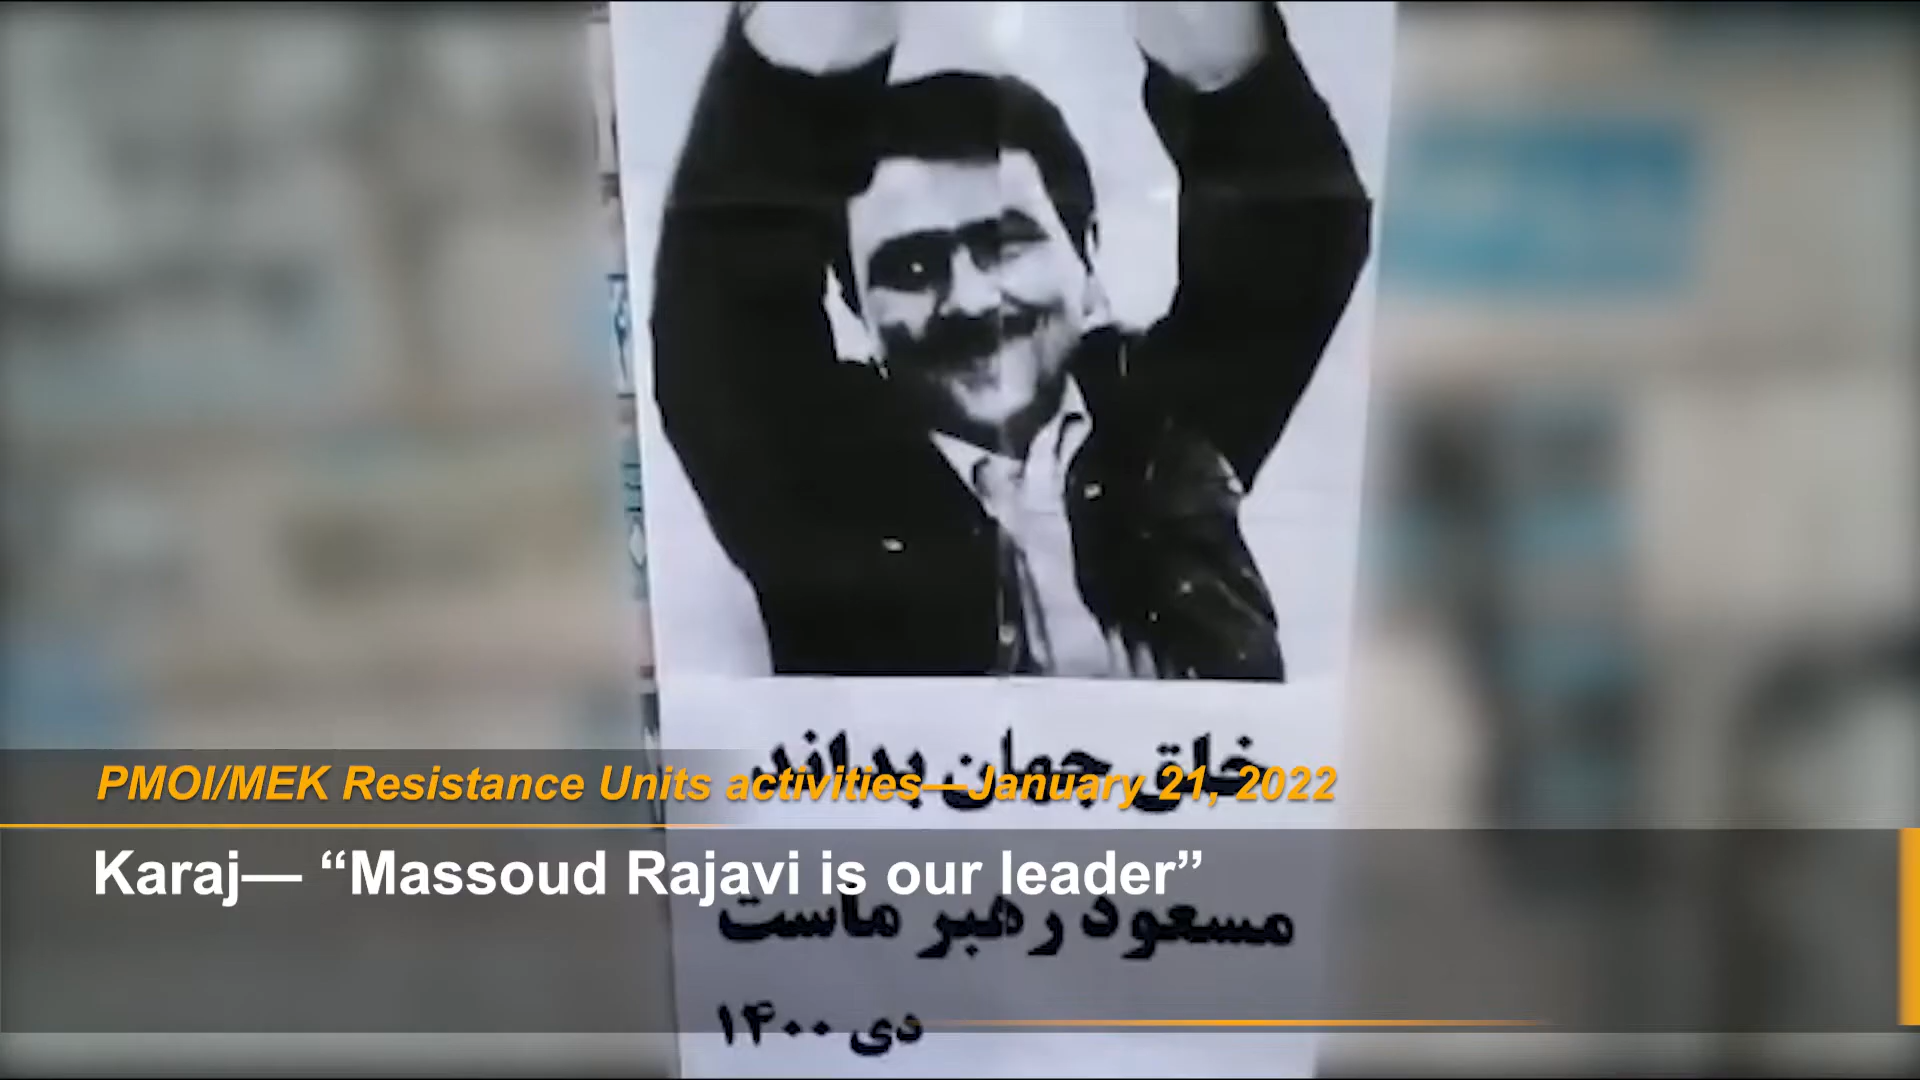 خلق جهان بداند
PMOI/MEK Resistance Units activities—January 21, 2022
Karaj— “Massoud Rajavi is our leader”
مسعود رهبر ماست
دی ۱۴۰۰